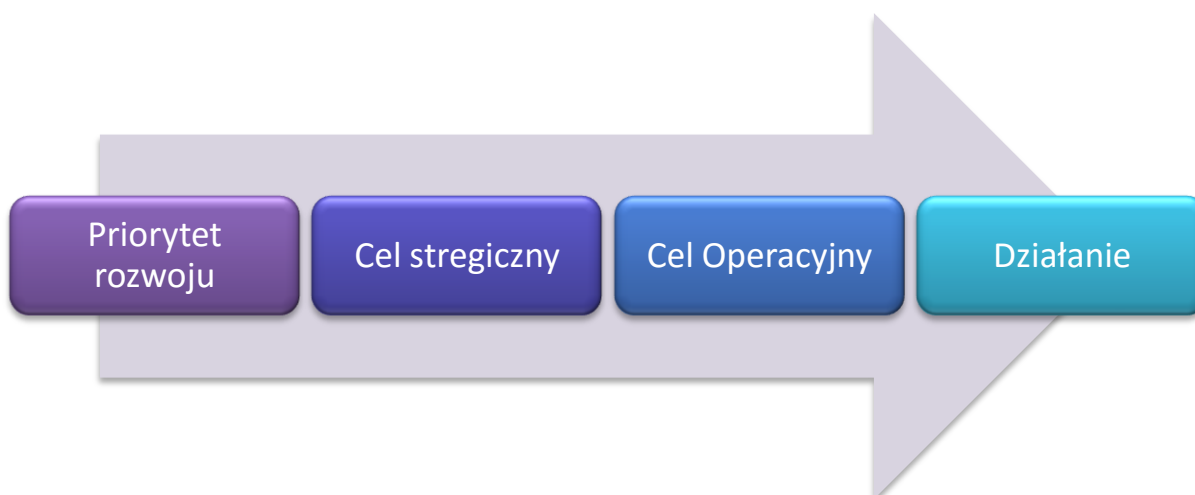 Priorytet
rozwoju
Cel stregiczny
Cel Operacyjny
Działanie